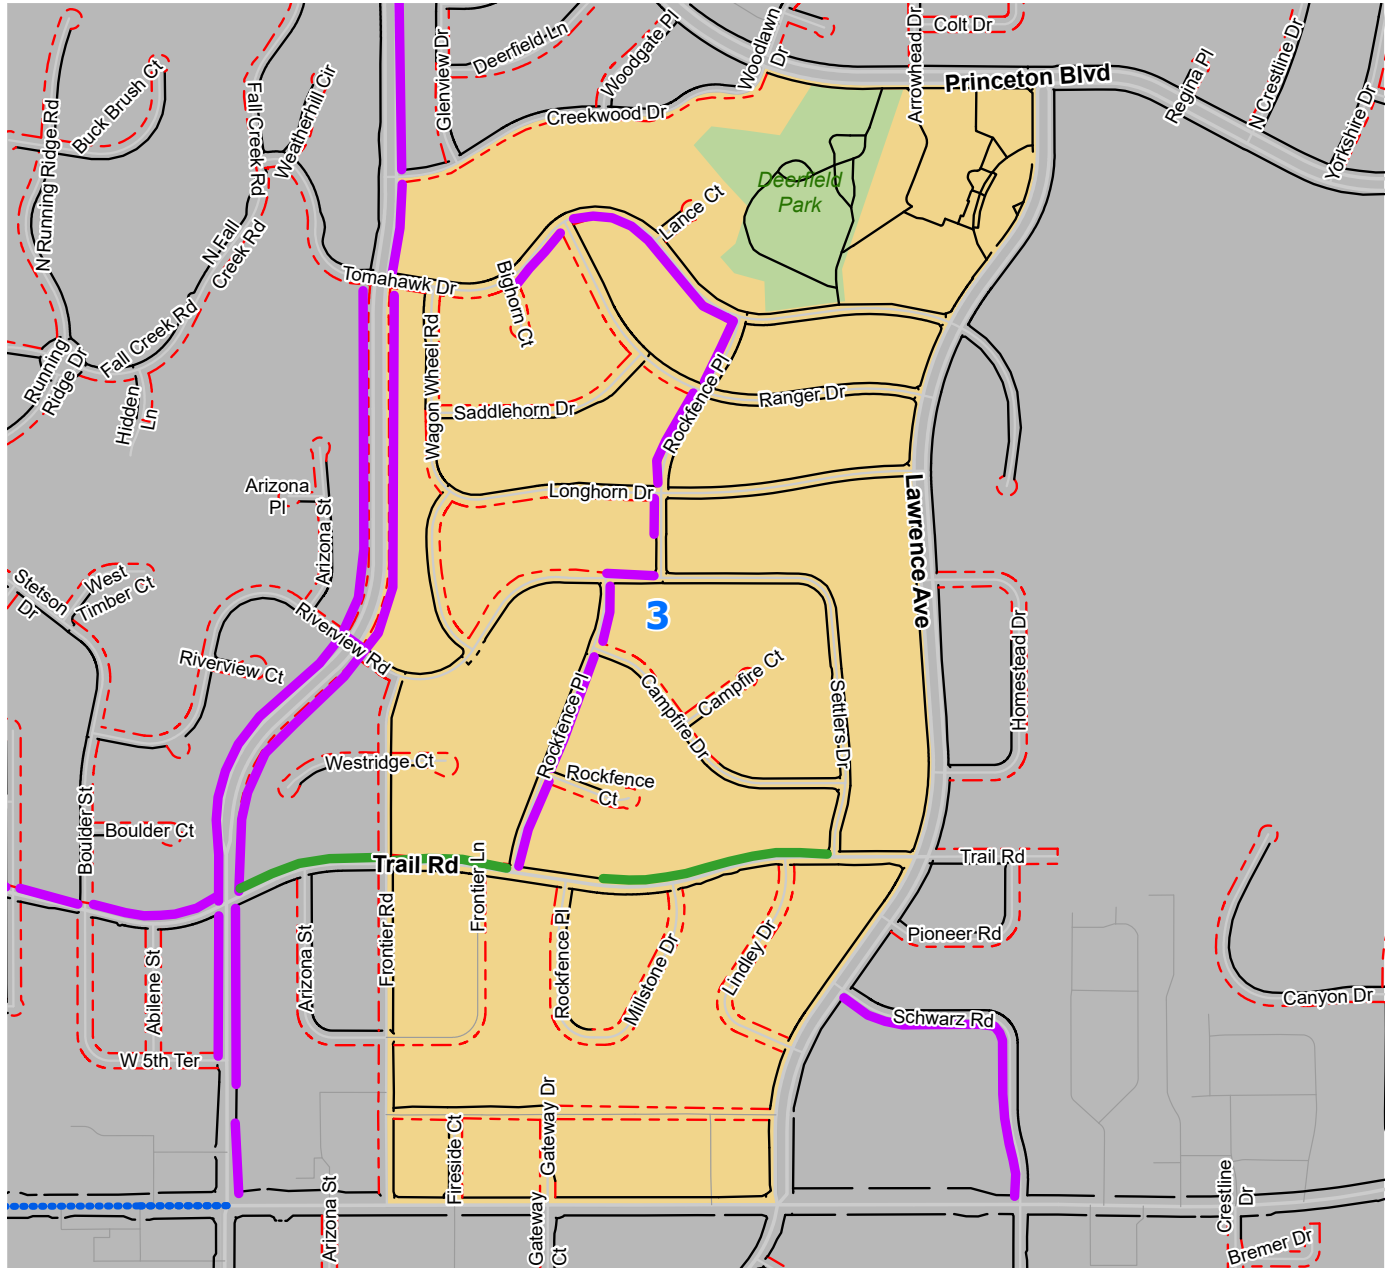 Colt Dr
Arrowhead Dr
Woodlawn
Dr
Woodgate Pl
Deerfield Ln
Glenview Dr
Princeton Blvd
Regina Pl
N Crestline Dr
Yorkshire Dr
Buck Brush Ct
N Running Ridge Rd
Fall Creek Rd
Weatherhill Cir
Creekwood Dr
Deerfield
Park
Lance Ct
N Fall
Creek Rd
Tomahawk Dr
Bighorn Ct
Fall Creek Rd
Running
Ridge Dr
Hidden
Ln
Wagon Wheel Rd
Saddlehorn Dr
Rockfence Pl
Ranger Dr
Longhorn Dr
Lawrence Ave
Arizona
Pl
Arizona St
West
Timber Ct
Stetson
Dr
Riverview Rd
Riverview Ct
3
Homestead Dr
Campfire Ct
Campfire Dr
Settlers Dr
Rockfence Pl
Rockfence
Ct
Westridge Ct
Boulder St
Boulder Ct
Trail Rd
Frontier Ln
Trail Rd
Pioneer Rd
Frontier Rd
Arizona St
Abilene St
Rockfence Pl
Millstone Dr
Lindley Dr
Schwarz Rd
Canyon Dr
W 5th Ter
Fireside Ct
Gateway Dr
Arizona St
Gateway
Ct
Crestline
Dr
Bremer Dr